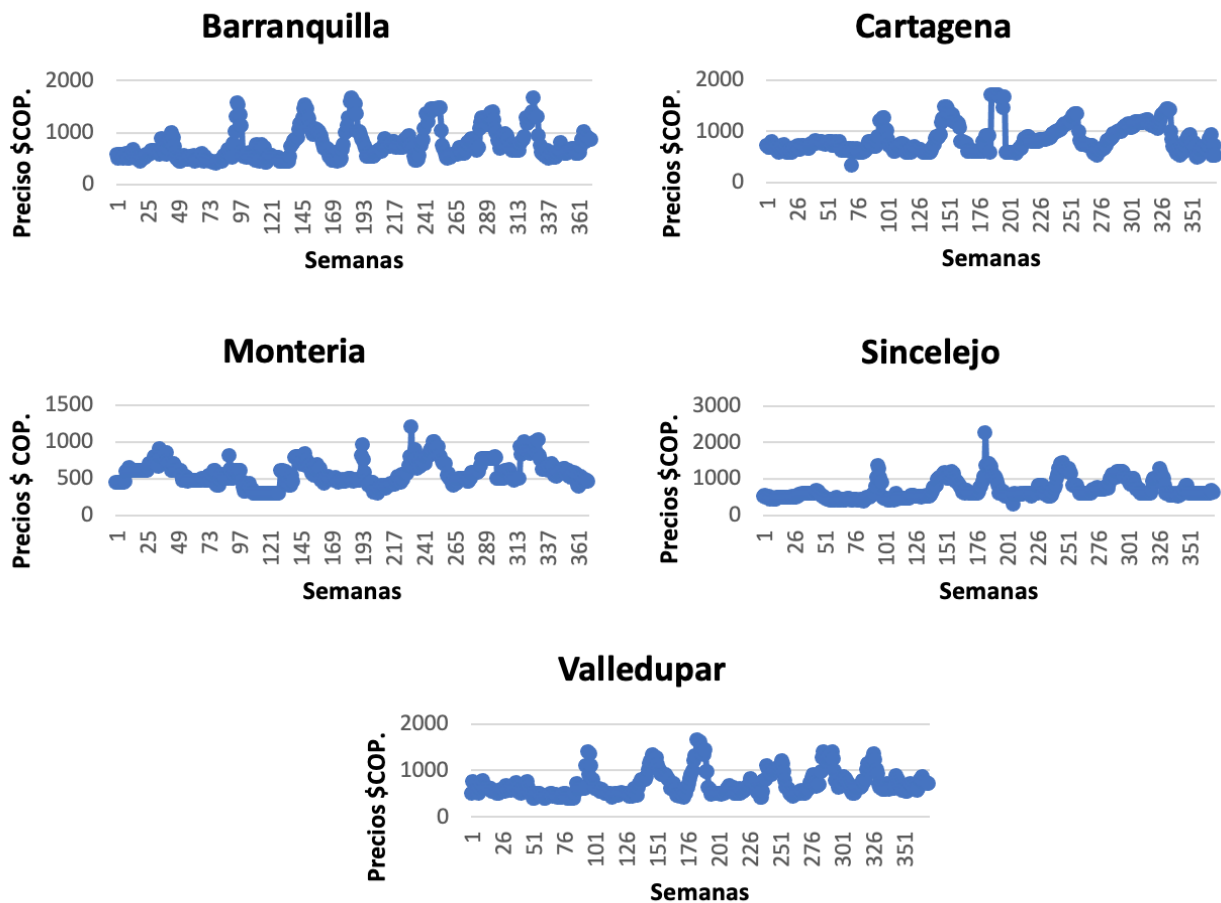 Barranquilla
Preciso $COP.
2000
1000
0
1 25 49 73 97 121 145 169 193 217 241 265 289 313 337 361
Semanas
Cartagena
Precios $COP.
2000
1000
0
1 26 51 76 101 126 151 176 201 226 251 276 301 326 351
Semanas
Monteria
Precios $ COP.
1500
1000
500
0
1 25 49 73 97 121 145 169 193 217 241 265 289 313 337 361
Semanas
Sincelejo
Precios $COP.
3000
2000
1000
0
1 26 51 76 101 126 151 176 201 226 251 276 301 326 351
Semanas
Valledupar
Precios $COP.
2000
1000
0
1 26 51 76 101 126 151 176 201 226 251 276 301 326 351
Semanas